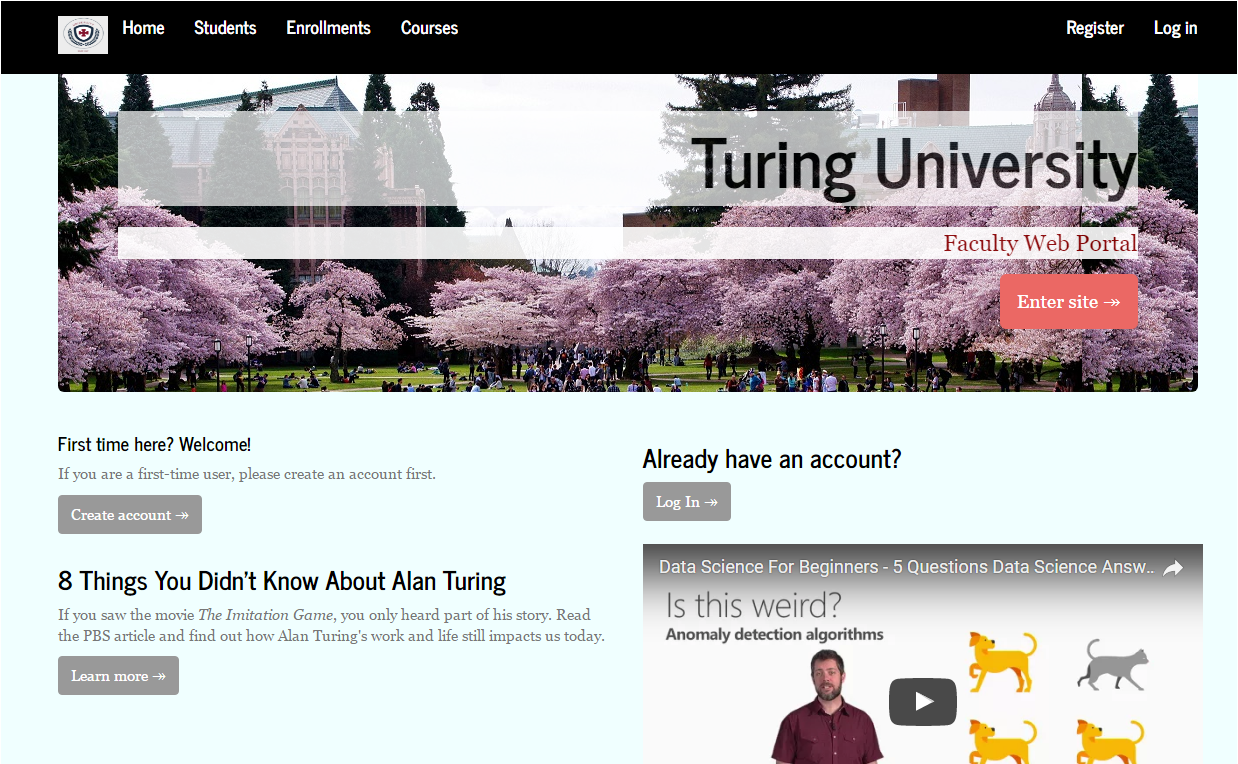 Home Students Enrollments Courses Register Log in
Turing University
Faculty Web Portal
Enter site ↠
First time here? Welcome!
If you are a first-time user, please create an account first.
Create account ↠
8 Things You Didn't Know About Alan Turing
If you saw the movie The Imitation Game, you only heard part of his story. Read
the PBS article and find out how Alan Turing's work and life still impacts us today.
Learn more ↠
Already have an account?
Log In ↠
Data Science For Beginners - 5 Questions Data Science Answ..
Is this weird?
Anomaly detection algorithms